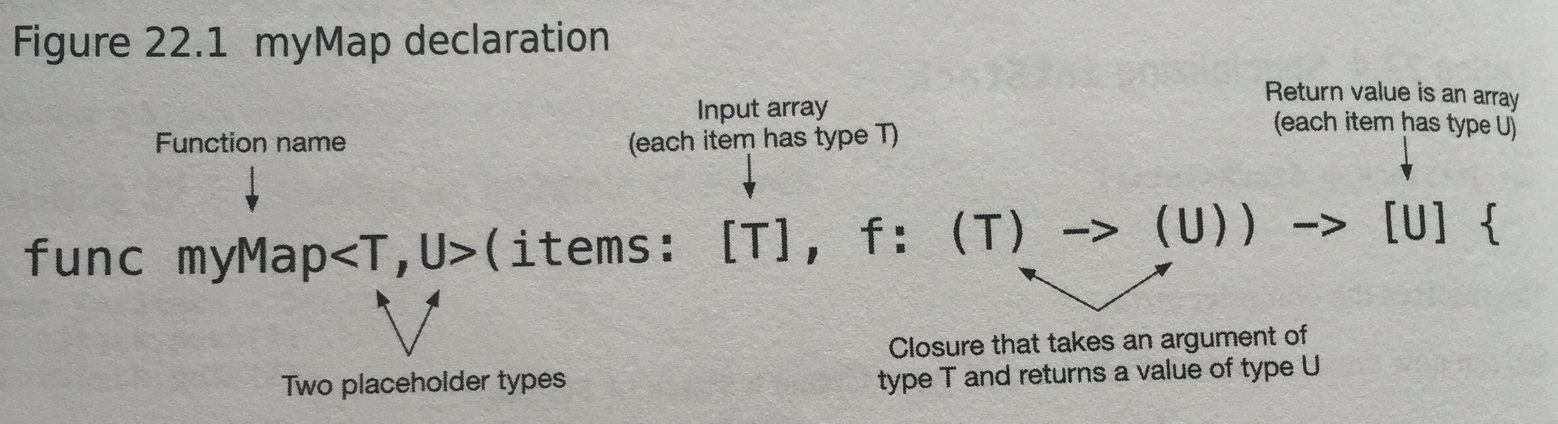 Figure 22.1 myMap declaration
Function name
Input array
(each item has type T)
Return value is an array
(each item has type U)
func myMap<T,U>(items: [T], f: (T) -> (U)) -> [U] {
Two placeholder types
Closure that takes an argument of
type T and returns a value of type U